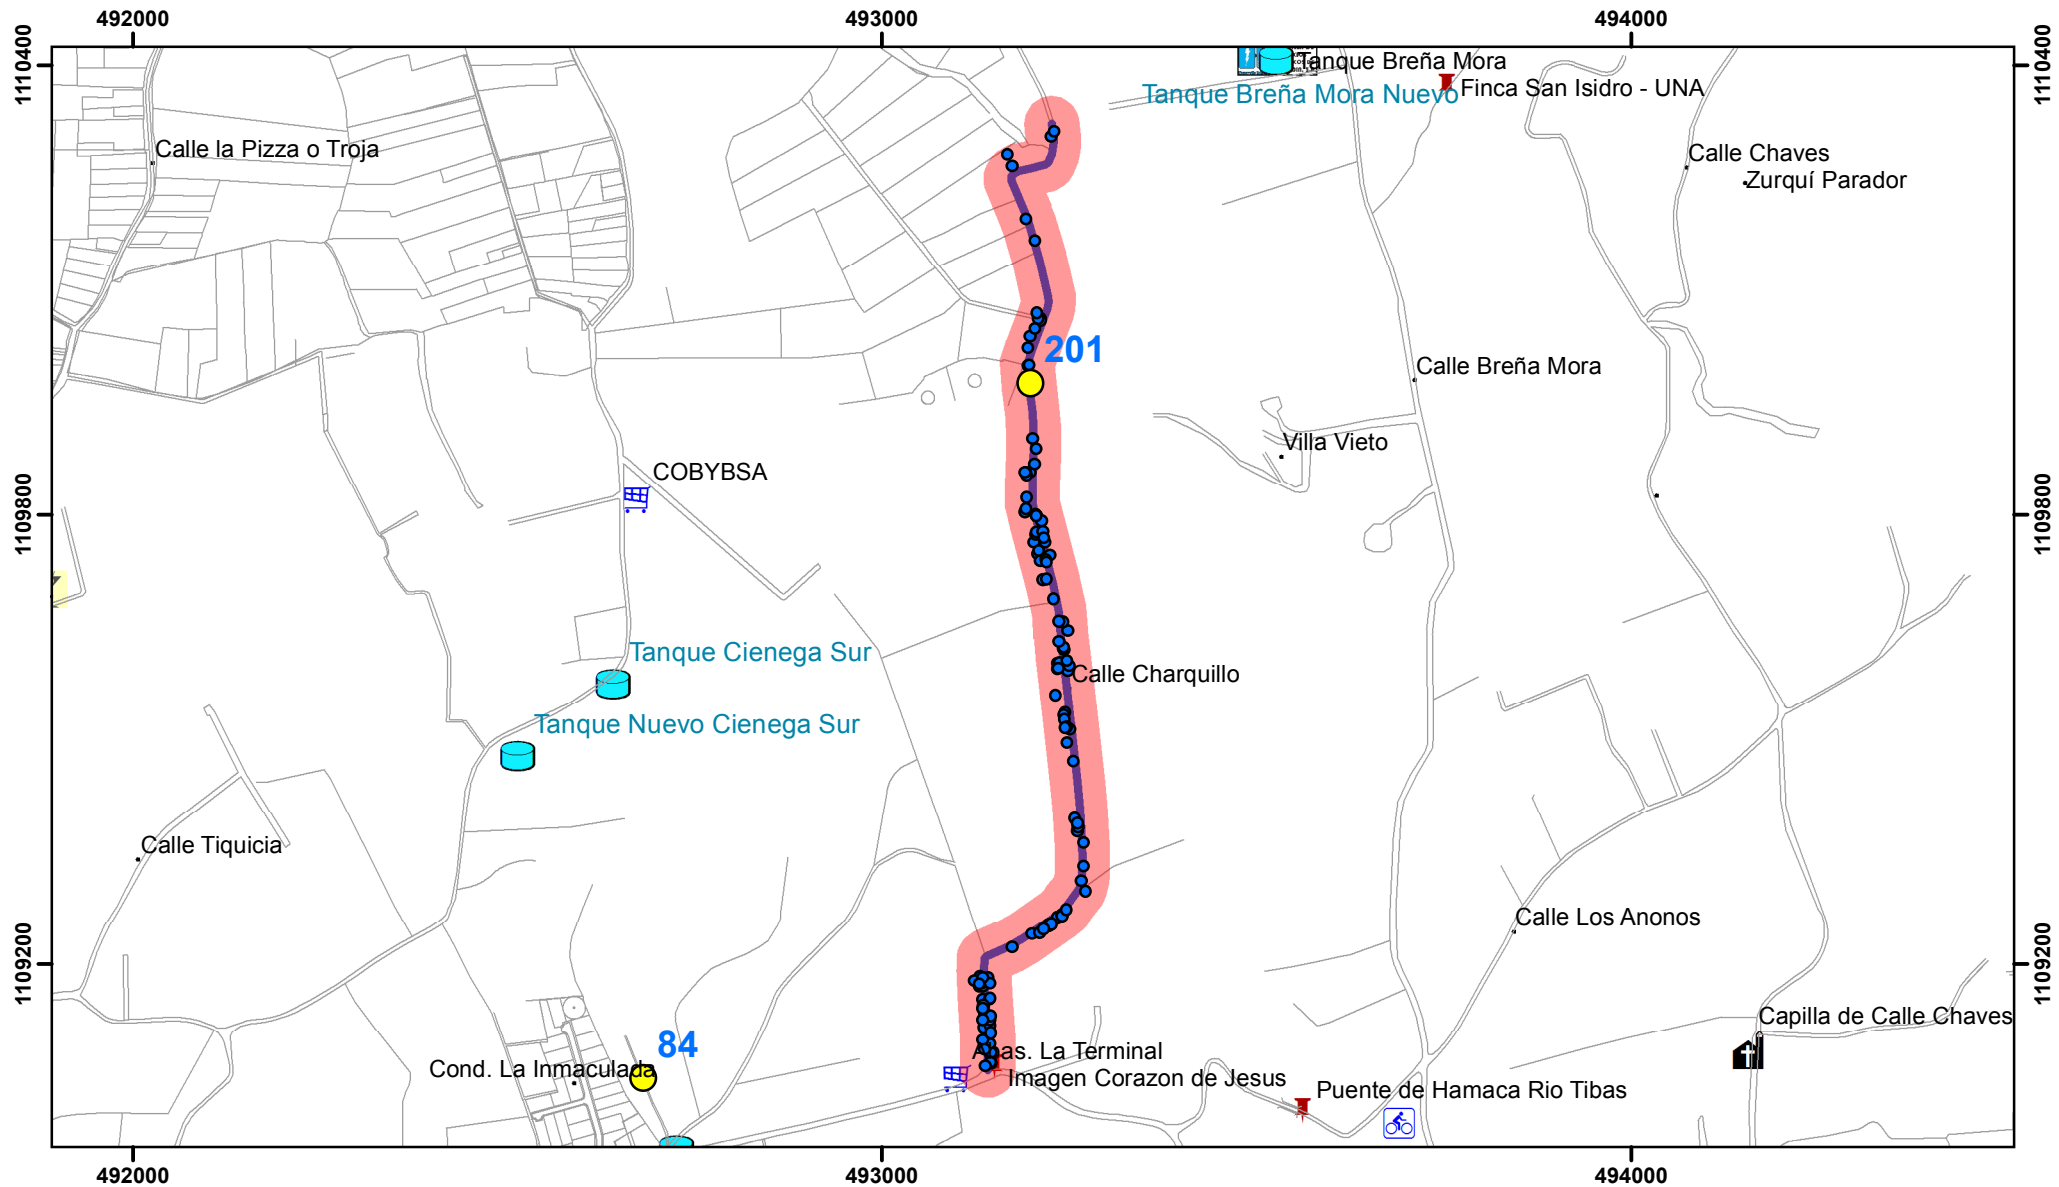 492000
493000
494000
1110400
1110400
Tanque Breña Mora
Tanque Breña Mora Nuevo
Finca San Isidro - UNA
Calle la Pizza o Troja
Calle Chaves
Zurquí Parador
201
Calle Breña Mora
Villa Vieto
COBYBSA
1109800
1109800
Tanque Cienega Sur
Calle Charquillo
Tanque Nuevo Cienega Sur
Calle Tiquicia
Calle Los Anonos
1109200
1109200
Capilla de Calle Chaves
84
Abas. La Terminal
Cond. La Inmaculada
Imagen Corazon de Jesus
Puente de Hamaca Rio Tibas
492000
493000
494000